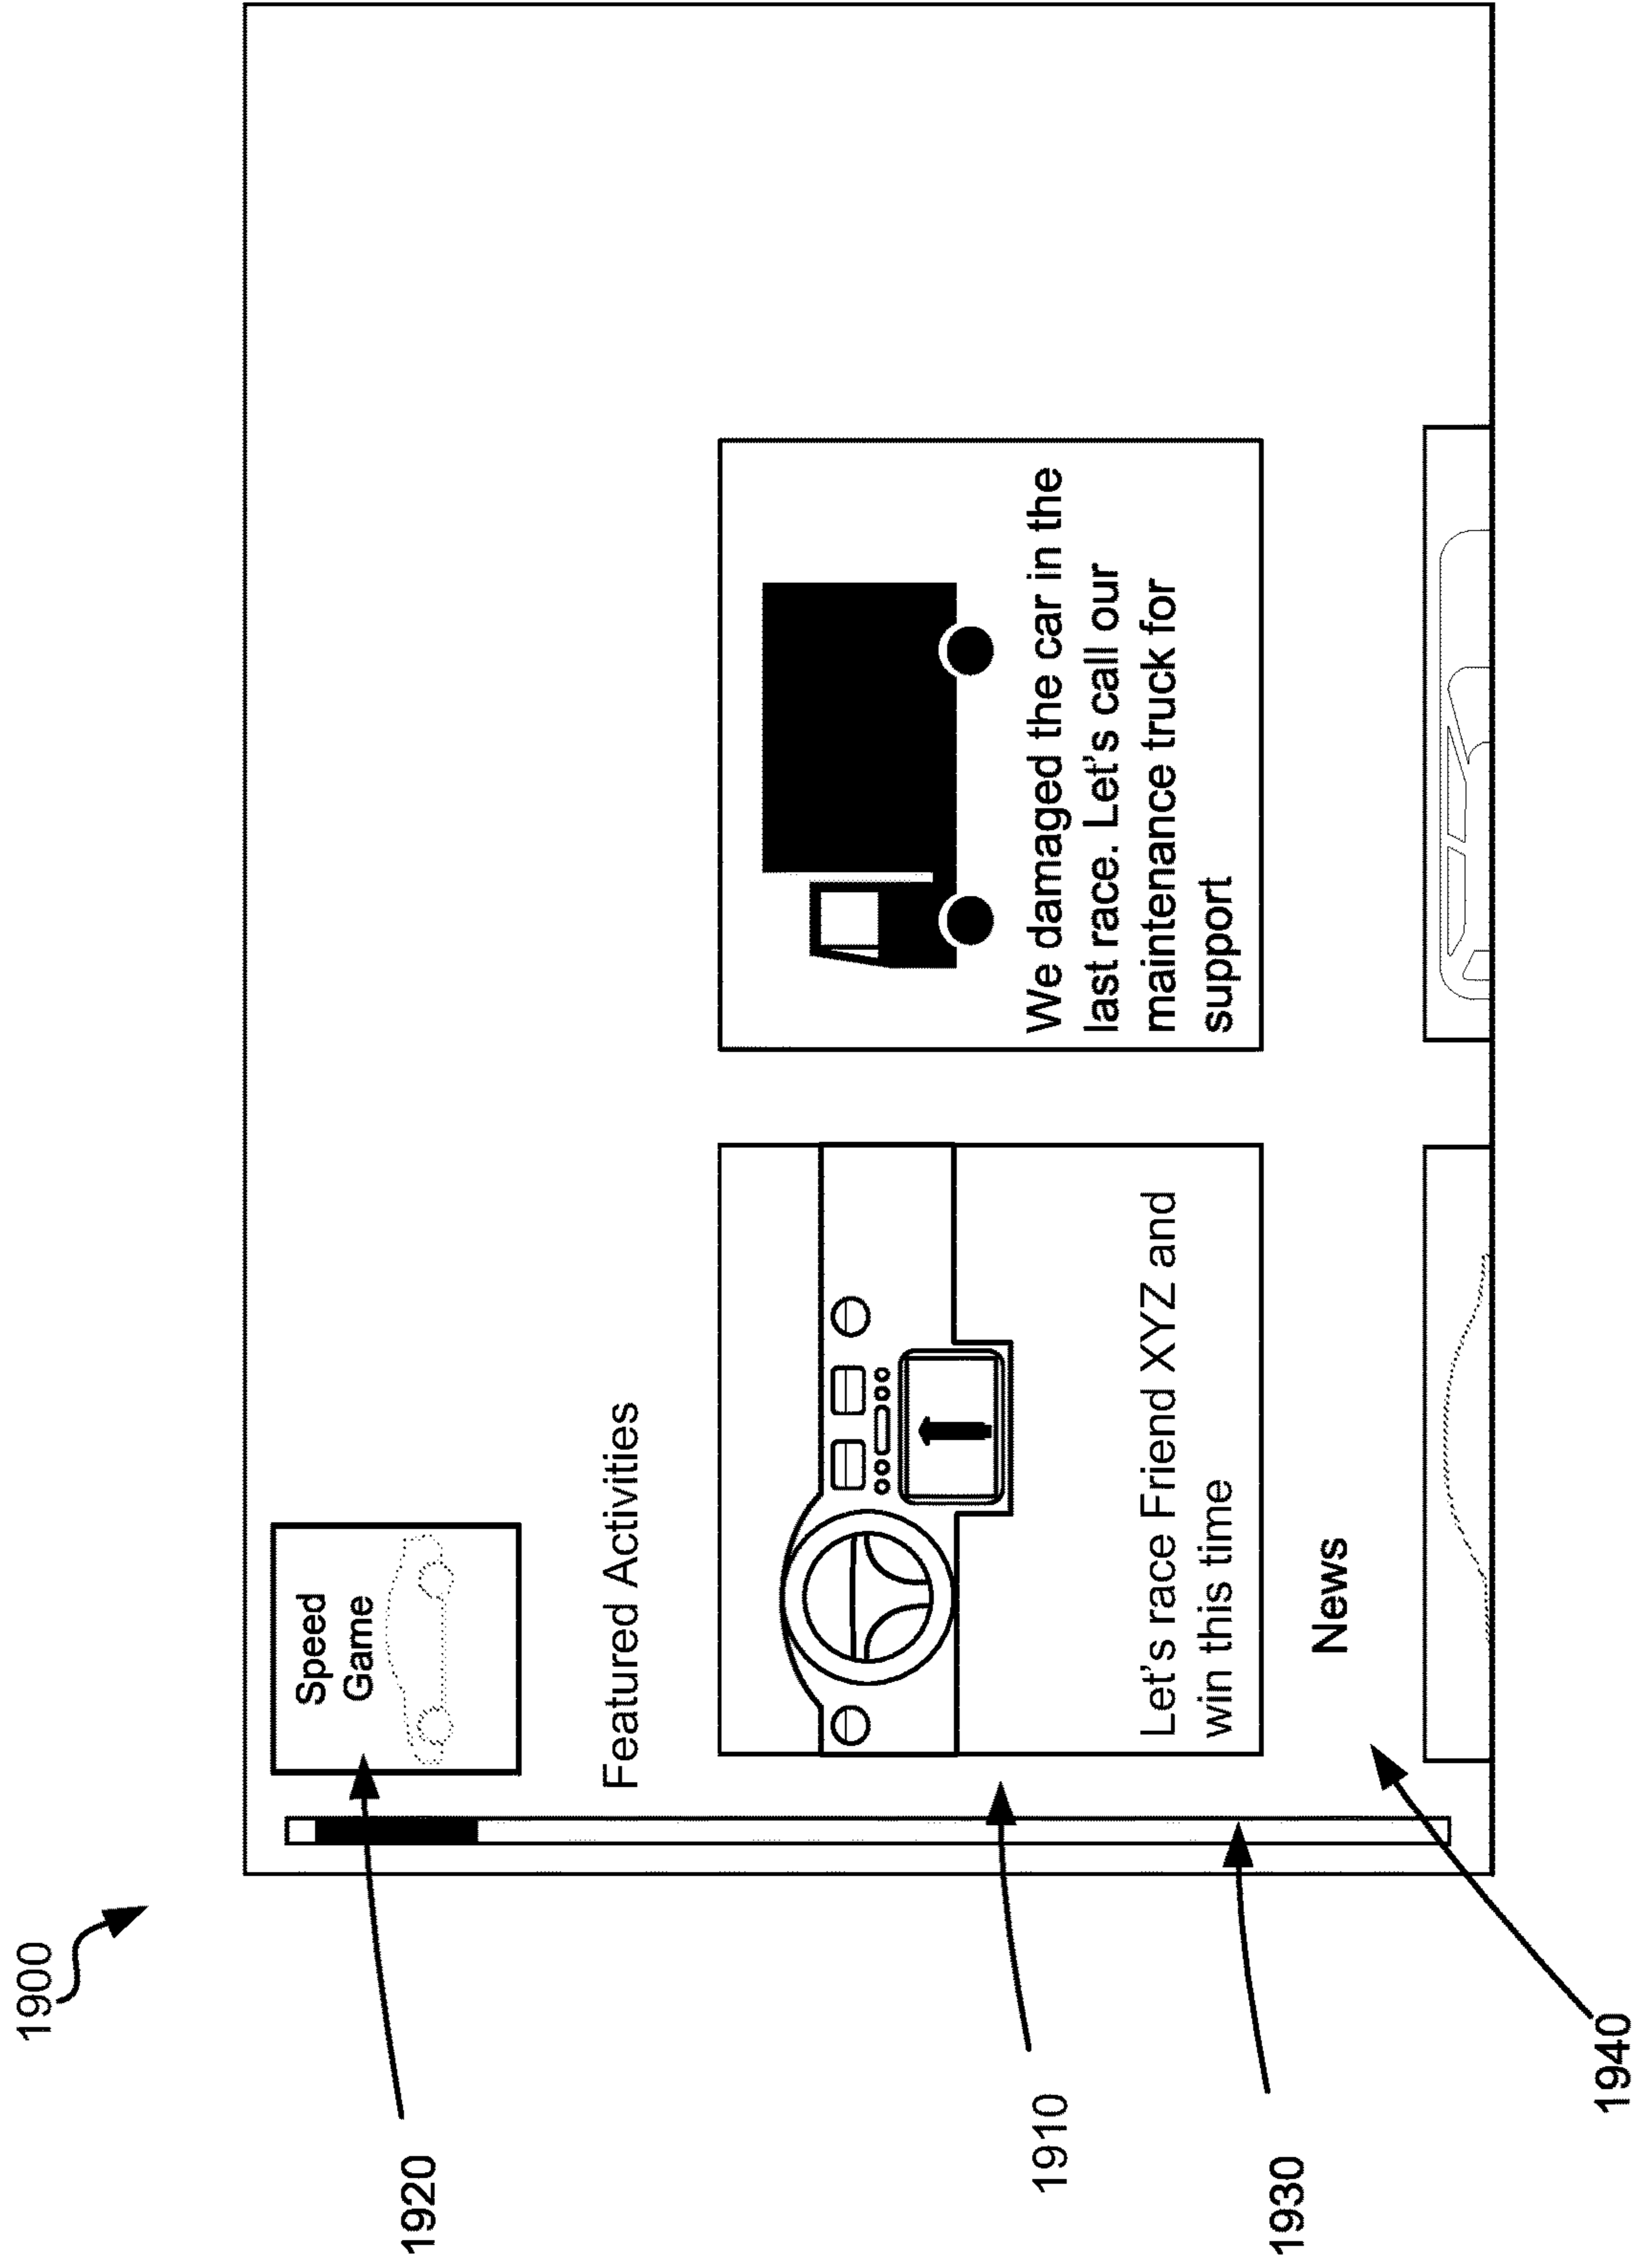 1900
1920
Speed
Game
Featured Activities
1910
Let's race Friend XYZ and
win this time
We damaged the car in the
last race. Let's call our
maintenance truck for
support
1930
News
1940